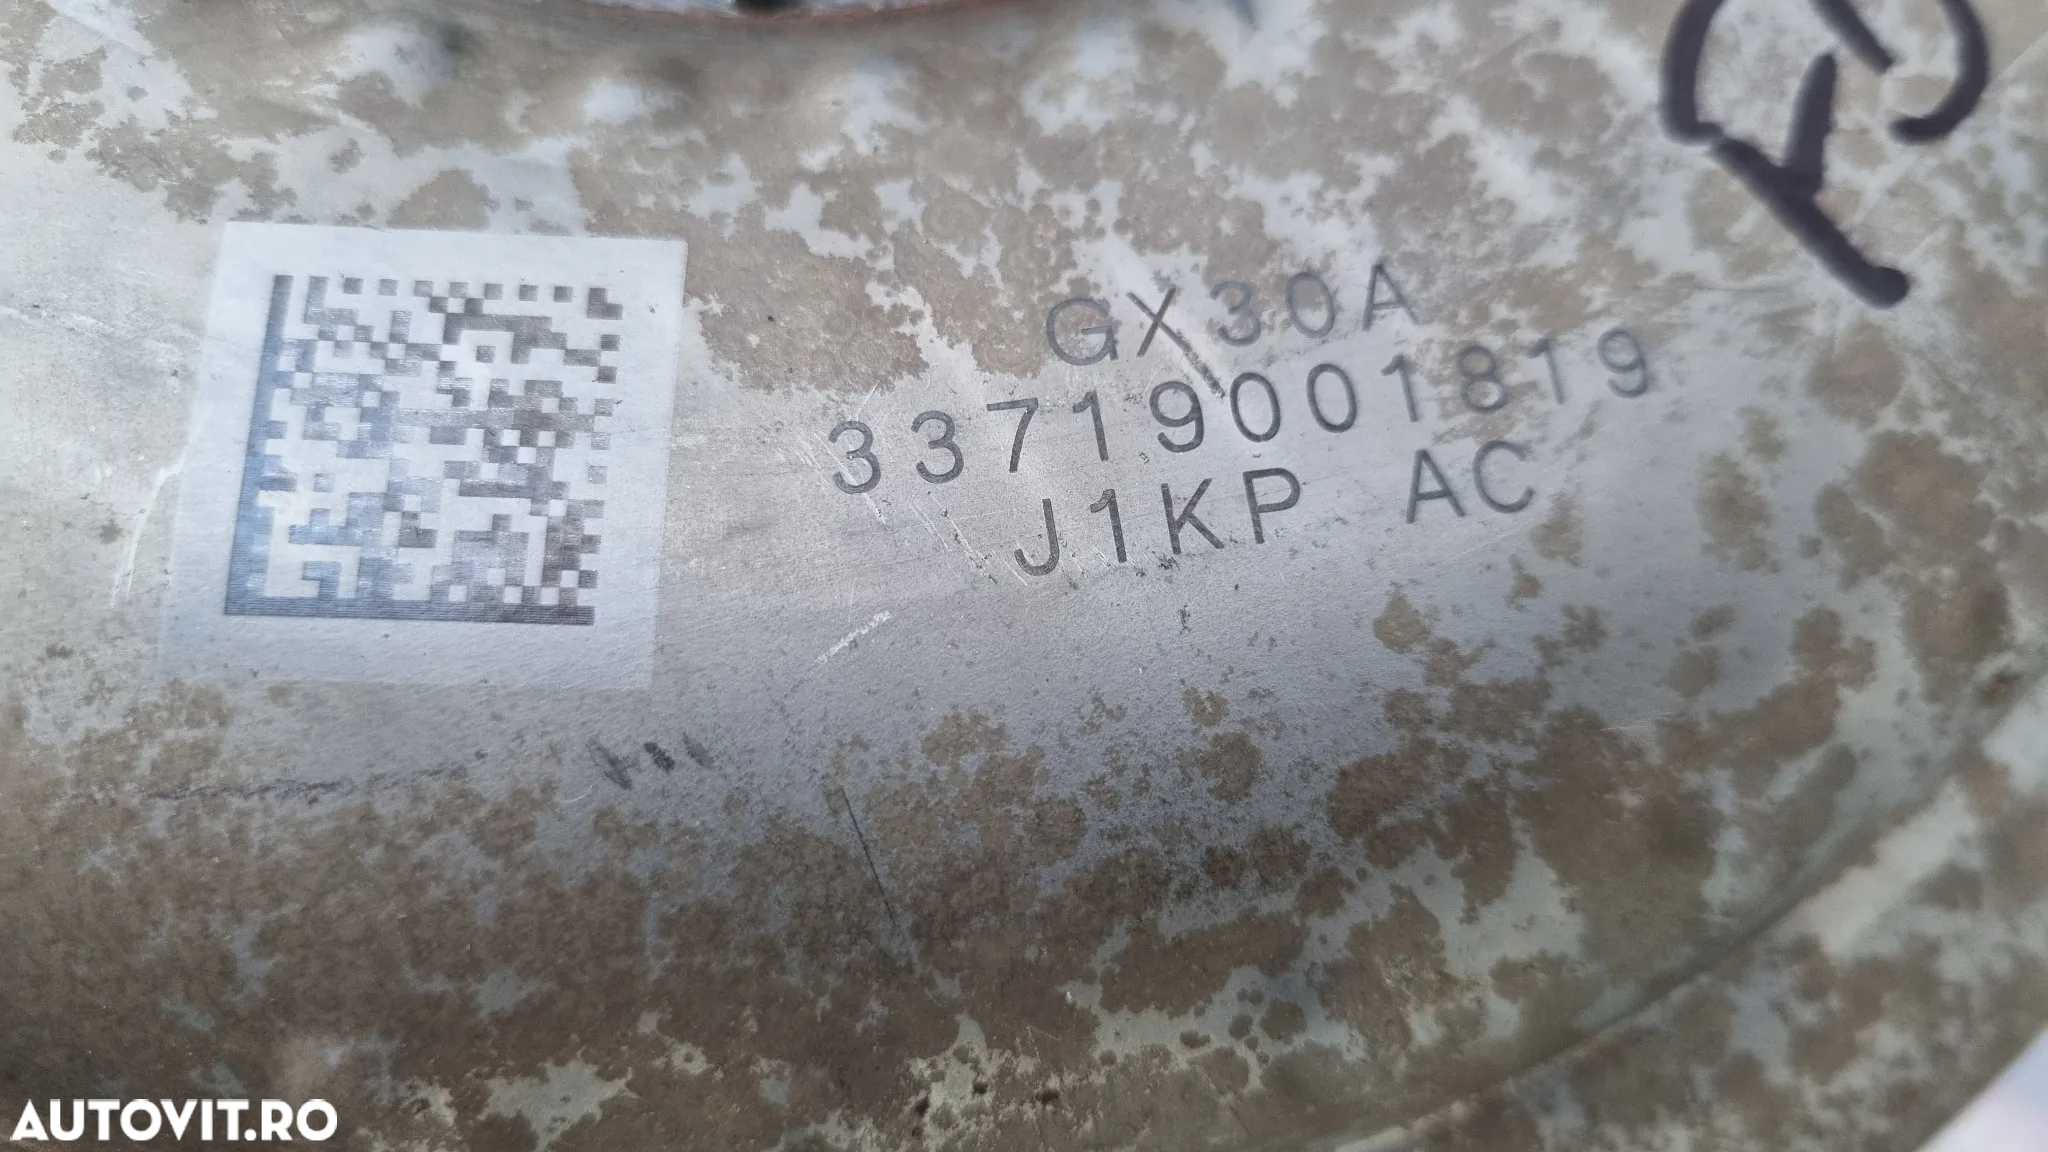 GX30A
33719001819
J1KP AC
AUTOVIT.RO